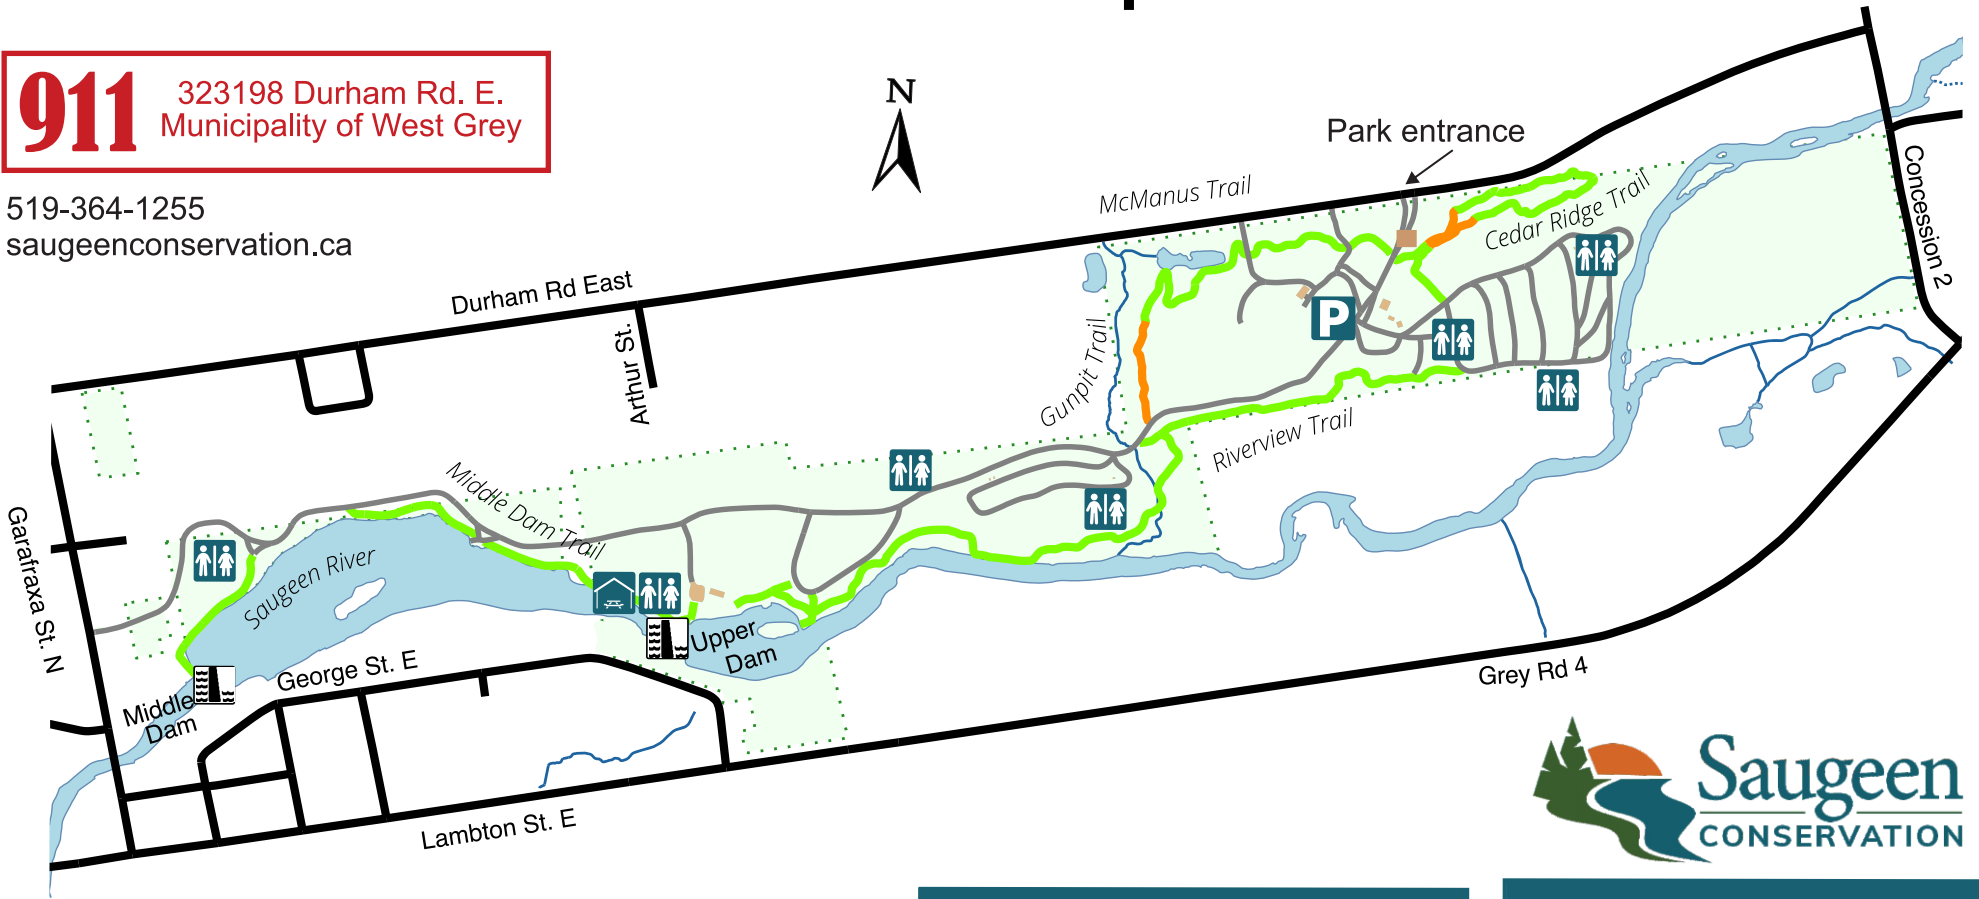 911
323198 Durham Rd. E.
Municipality of West Grey
519-364-1255
saugeenconservation.ca
N
Park entrance
McManus Trail
Cedar Ridge Trail
Concession 2
Durham Rd East
Arthur St.
Gunpit Trail
P
Riverview Trail
Middle Dam Trail
Garafraxa St. N
Saugeen River
Upper
Dam
George St. E
Middle
Dam
Grey Rd 4
Lambton St. E
Saugeen
CONSERVATION